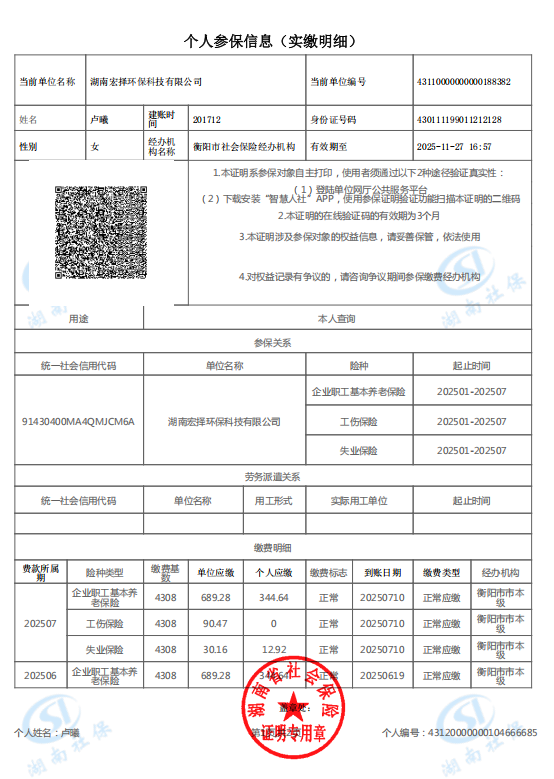 个人参保信息（实缴明细）
当前单位名称 湖南宏择环保科技有限公司 当前单位编号 43110000000000188382
姓名 卢曦 建账时间 201712 身份证号码 430111199011212128
性别 女 经办机构名称 衡阳市社会保险经办机构 有效期至 2025-11-27 16:57
1.本证明系参保对象自主打印，使用者须通过以下2种途径验证真实性：
（1）登陆单位网厅公共服务平台
（2）下载安装“智慧人社”APP，使用参保证明验证功能扫描本证明的二维码
2.本证明的在线验证码的有效期为3个月
3.本证明涉及参保对象的权益信息，请妥善保管，依法使用
4.对权益记录有争议的，请咨询争议期间参保缴费经办机构
用途 本人查询
参保关系
统一社会信用代码 单位名称 险种 起止时间
91430400MA4QMJCM6A 湖南宏择环保科技有限公司 企业职工基本养老保险 202501-202507
工伤保险 202501-202507
失业保险 202501-202507
劳务派遣关系
统一社会信用代码 单位名称 用工形式 实际用工单位 起止时间
缴费明细
费款所属期 险种类型 缴费基数 单位应缴 个人应缴 缴费标志 到账日期 缴费类型 经办机构
202507 企业职工基本养老保险 4308 689.28 344.64 正常 20250710 正常应缴 衡阳市市本级
工伤保险 4308 90.47 0 正常 20250710 正常应缴 衡阳市市本级
失业保险 4308 30.16 12.92 正常 20250710 正常应缴 衡阳市市本级
202506 企业职工基本养老保险 4308 689.28 344.64 正常 20250619 正常应缴 衡阳市市本级
湖南省社会保险
盖章处：
证明专用章
个人姓名：卢曦 个人编号：43120000000104666685
湖南社保
湖南社保
湖南社保
湖南社保